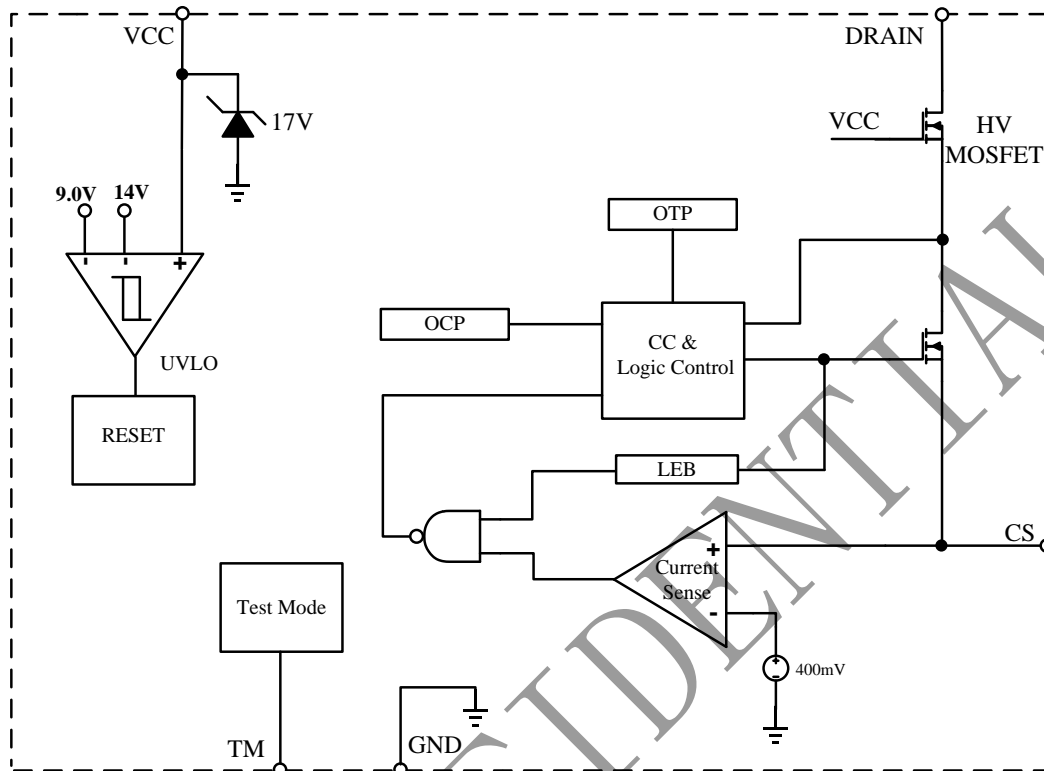 VCC
DRAIN
17V
VCC
HV
MOSFET
9.0V
14V
OTP
- - +
OCP
CC &
Logic Control
UVLO
RESET
LEB
CS
+
Current
Sense
-
Test Mode
+
-
400mV
TM
GND
IDENTIAL